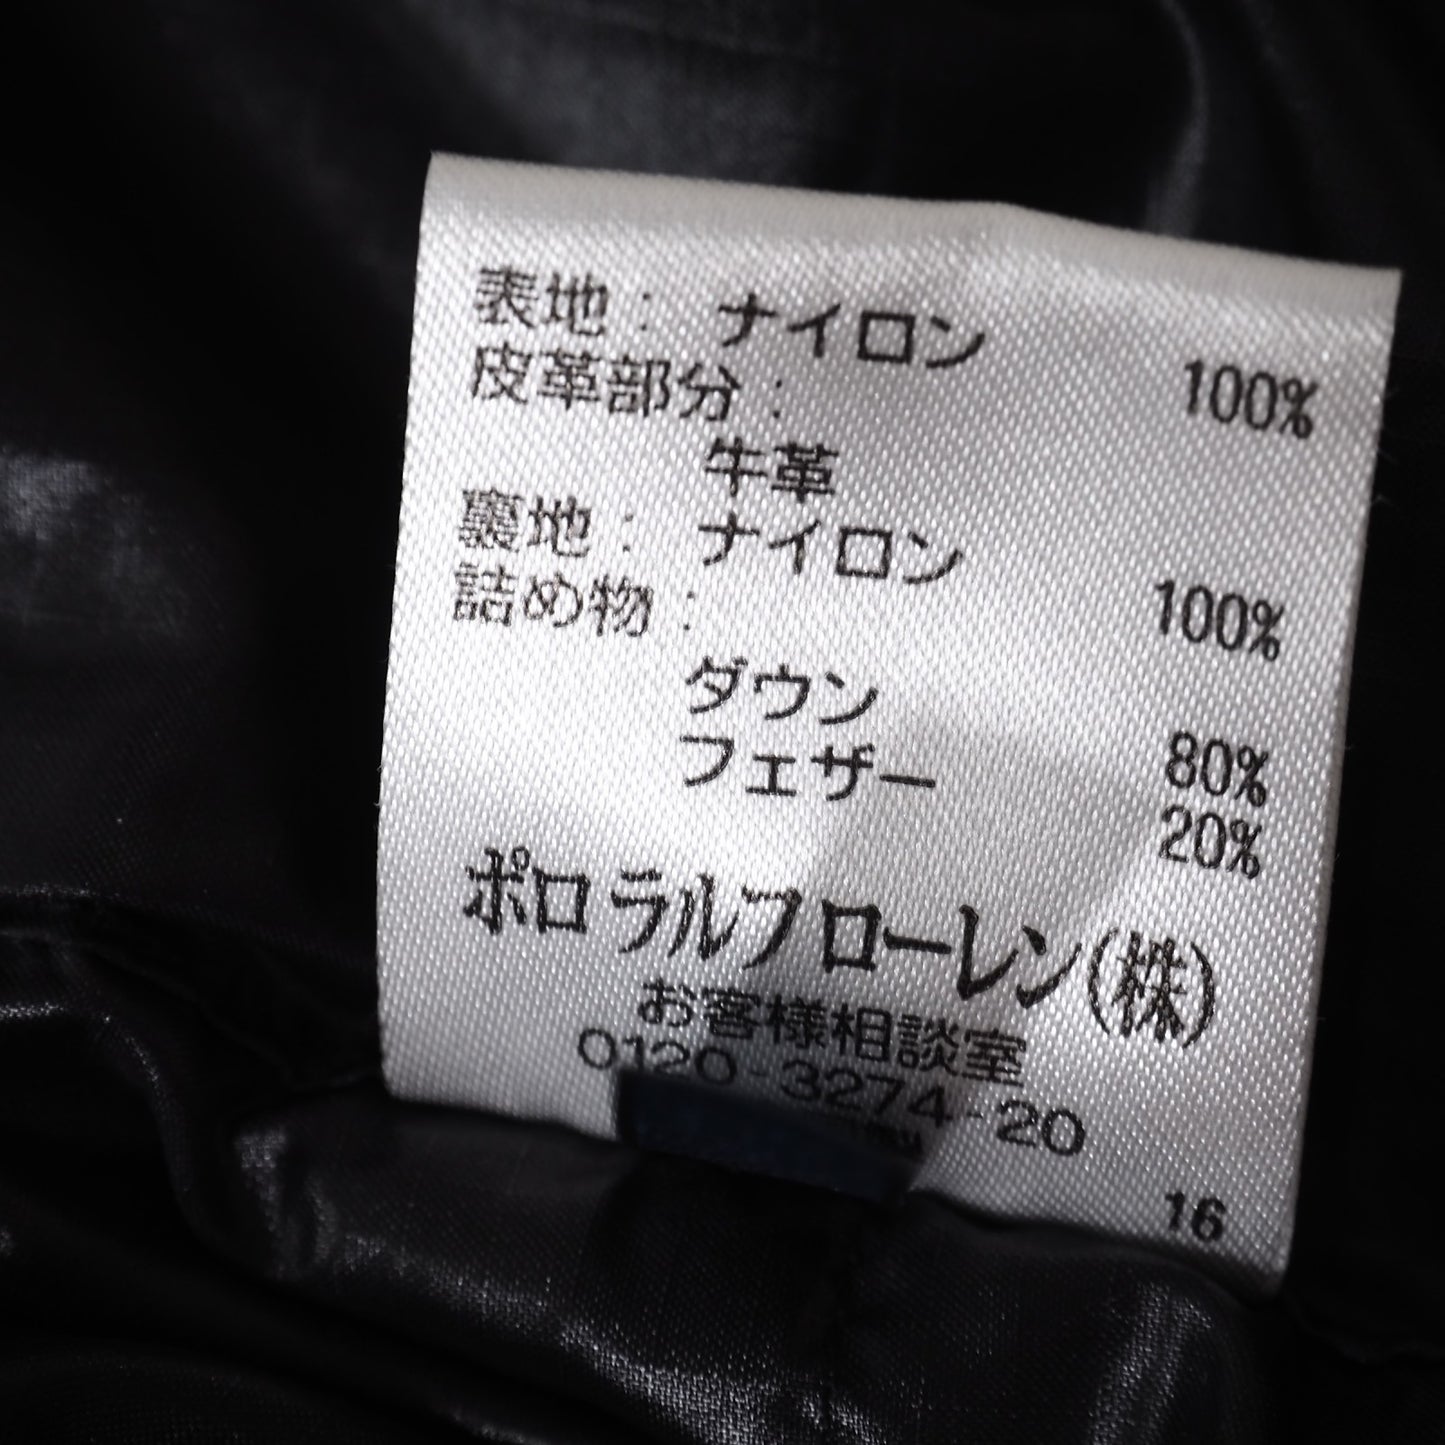 表地： ナイロン 100%
皮革部分：
牛革
裏地： ナイロン 100%
詰め物：
ダウン 80%
フェザー 20%
ポロ ラルフ ローレン(株)
お客様相談室
0120-3274-20
16